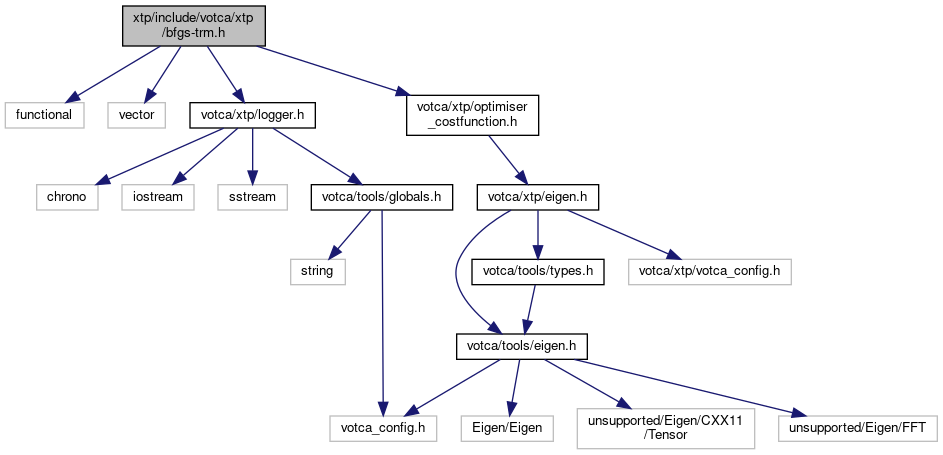 xtp/include/votca/xtp
/bfgs-trm.h
functional
vector
votca/xtp/logger.h
votca/xtp/optimiser
_costfunction.h
chrono
iostream
sstream
votca/tools/globals.h
votca/xtp/eigen.h
string
votca/tools/types.h
votca/xtp/votca_config.h
votca/tools/eigen.h
votca_config.h
Eigen/Eigen
unsupported/Eigen/CXX11
/Tensor
unsupported/Eigen/FFT